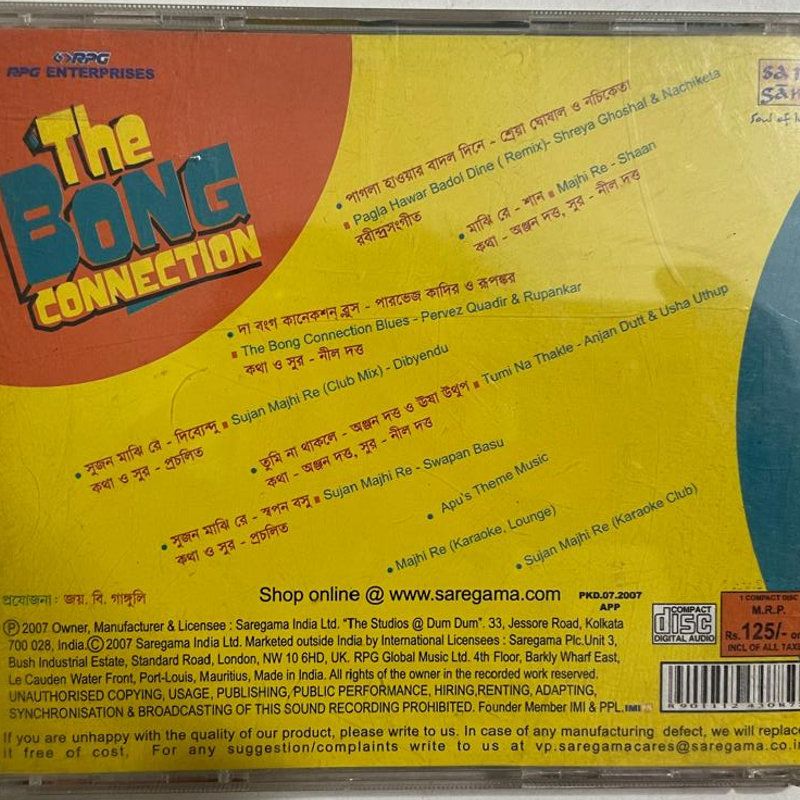 RPG
RPG ENTERPRISES
The
BONG
CONNECTION
পাগলা হাওয়ার বাদল দিনে - শ্রেয়া ঘোষাল ও নচিকেতা
Pagla Hawar Badol Dine ( Remix)- Shreya Ghoshal & Nachiketa
রবীন্দ্রসংগীত
মাঝি রে - শান Majhi Re - Shaan
কথা - অঞ্জন দত্ত, সুর - নীল দত্ত
দা বংগ কানেকশন্ ব্লুস - পারভেজ কাদির ও রূপঙ্কর
The Bong Connection Blues - Pervez Quadir & Rupankar
কথা ও সুর - নীল দত্ত
সুজন মাঝি রে - দিব্যেন্দু Sujan Majhi Re (Club Mix) - Dibyendu
কথা ও সুর - প্রচলিত
তুমি না থাকলে - অঞ্জন দত্ত ও ঊষা উথুপ Tumi Na Thakle - Anjan Dutt & Usha Uthup
কথা - অঞ্জন দত্ত, সুর - নীল দত্ত
সুজন মাঝি রে - স্বপন বসু Sujan Majhi Re - Swapan Basu
কথা ও সুর - প্রচলিত
Apu's Theme Music
Majhi Re (Karaoke, Lounge)
Sujan Majhi Re (Karaoke Club)
প্রযোজনা: জয়. বি. গাঙ্গুলি
Shop online @ www.saregama.com
PKD.07.2007
APP
COMPACT
disc
DIGITAL AUDIO
1 COMPACT DISC
M.R.P.
Rs. 125/-
INCL OF ALL
Ⓟ 2007 Owner, Manufacturer & Licensee : Saregama India Ltd. "The Studios @ Dum Dum". 33, Jessore Road, Kolkata
700 028, India.Ⓒ 2007 Saregama India Ltd. Marketed outside India by International Licensees : Saregama Plc.Unit 3,
Bush Industrial Estate, Standard Road, London, NW 10 6HD, UK. RPG Global Music Ltd. 4th Floor, Barkly Wharf East,
Le Cauden Water Front, Port-Louis, Mauritius, Made in India. All rights of the owner in the recorded work reserved.
UNAUTHORISED COPYING, USAGE, PUBLISHING, PUBLIC PERFORMANCE, HIRING,RENTING, ADAPTING,
SYNCHRONISATION & BROADCASTING OF THIS SOUND RECORDING PROHIBITED. Founder Member IMI & PPL. IMI
If you are unhappy with the quality of our product, please write to us. In case of any manufacturing defect, we will replace
it free of cost. For any suggestion/complaints write to us at vp.saregamacares@saregama.co.in